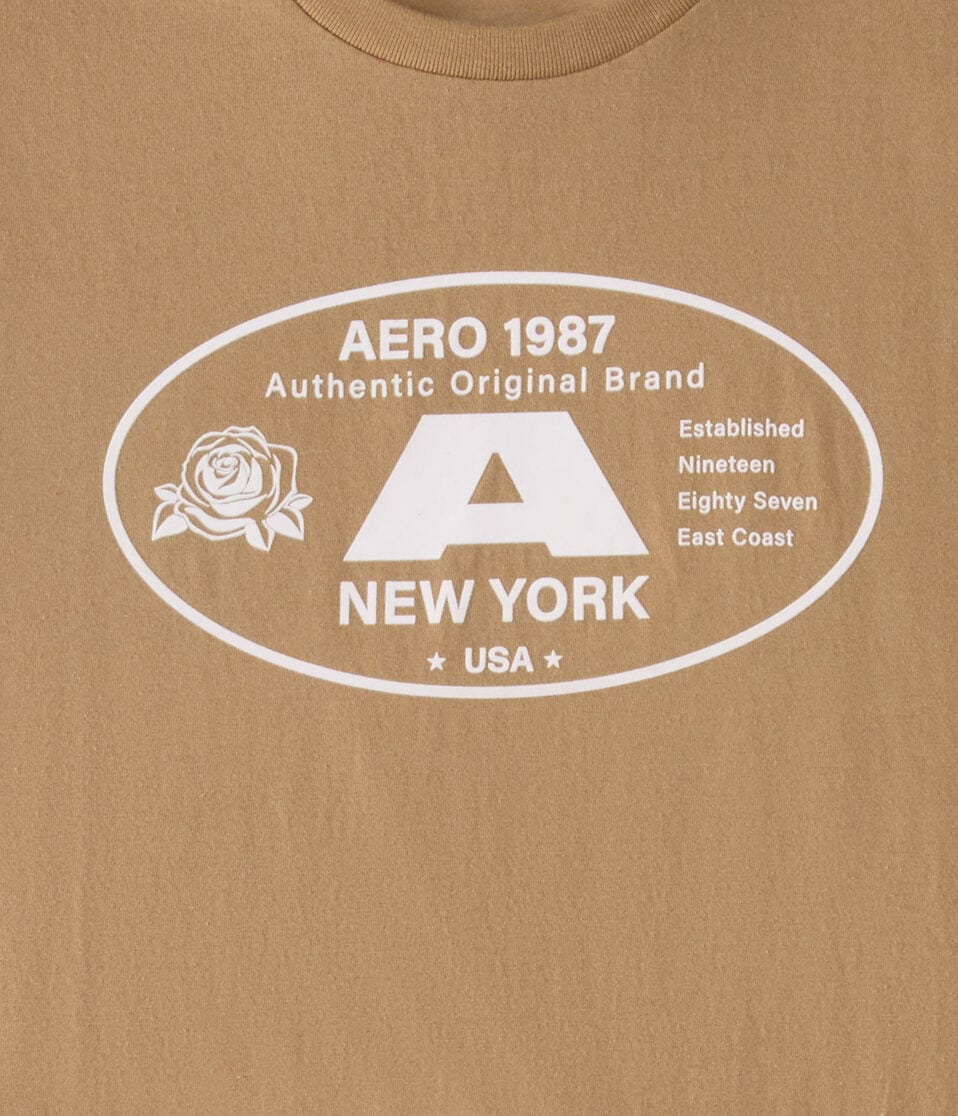 AERO 1987
Authentic Original Brand
A
Established
Nineteen
Eighty Seven
East Coast
NEW YORK
★ USA ★